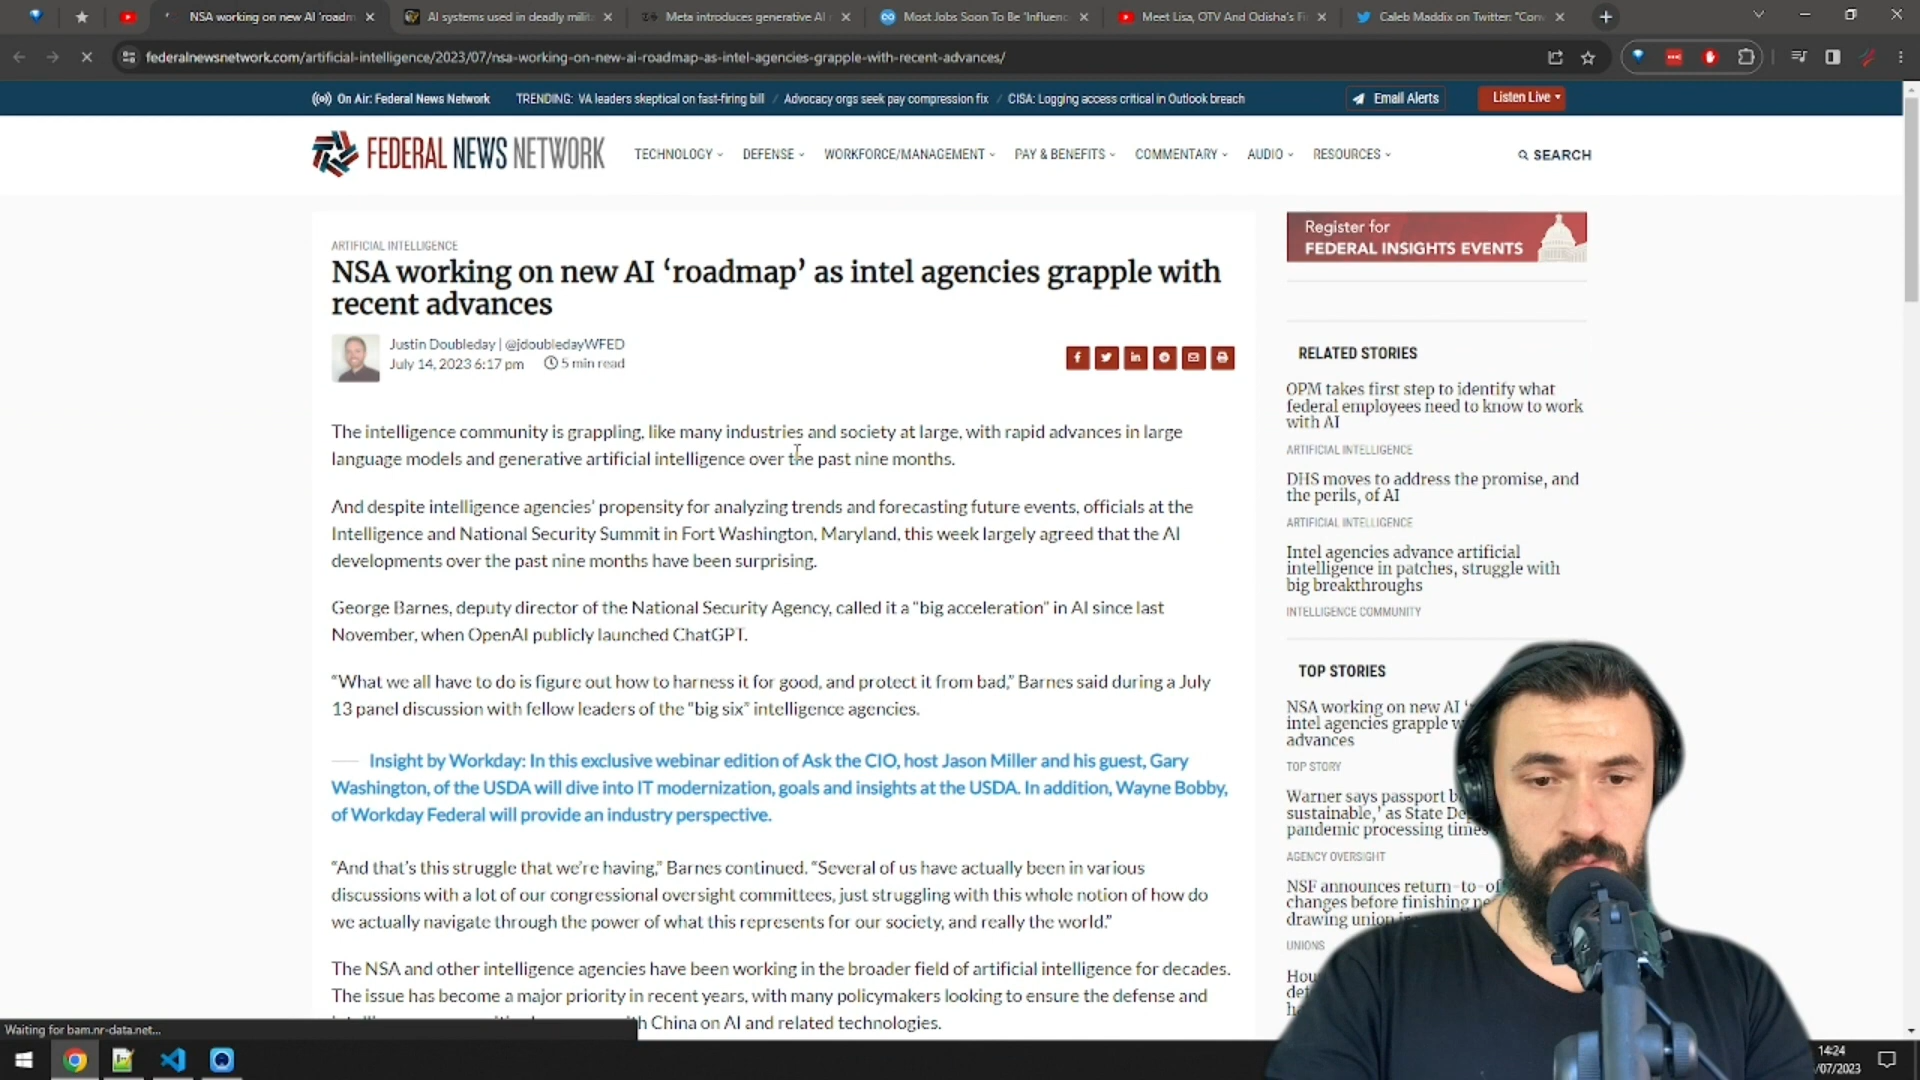 NSA working on new AI 'roadm
AI systems used in deadly milita
Meta introduces generative AI
Most Jobs Soon To Be 'Influenc
Meet Lisa, OTV And Odisha's Fi
Caleb Maddix on Twitter: "Conv
federalnewsnetwork.com/artificial-intelligence/2023/07/nsa-working-on-new-ai-roadmap-as-intel-agencies-grapple-with-recent-advances/
On Air: Federal News Network
TRENDING: VA leaders skeptical on fast-firing bill / Advocacy orgs seek pay compression fix / CISA: Logging access critical in Outlook breach
Email Alerts
Listen Live
FEDERAL NEWS NETWORK
TECHNOLOGY
DEFENSE
WORKFORCE/MANAGEMENT
PAY & BENEFITS
COMMENTARY
AUDIO
RESOURCES
SEARCH
ARTIFICIAL INTELLIGENCE
NSA working on new AI ‘roadmap’ as intel agencies grapple with
recent advances
Justin Doubleday | @jdoubledayWFED
July 14, 2023 6:17 pm
5 min read
The intelligence community is grappling, like many industries and society at large, with rapid advances in large
language models and generative artificial intelligence over the past nine months.
And despite intelligence agencies’ propensity for analyzing trends and forecasting future events, officials at the
Intelligence and National Security Summit in Fort Washington, Maryland, this week largely agreed that the AI
developments over the past nine months have been surprising.
George Barnes, deputy director of the National Security Agency, called it a “big acceleration” in AI since last
November, when OpenAI publicly launched ChatGPT.
“What we all have to do is figure out how to harness it for good, and protect it from bad,” Barnes said during a July
13 panel discussion with fellow leaders of the “big six” intelligence agencies.
Insight by Workday: In this exclusive webinar edition of Ask the CIO, host Jason Miller and his guest, Gary
Washington, of the USDA will dive into IT modernization, goals and insights at the USDA. In addition, Wayne Bobby,
of Workday Federal will provide an industry perspective.
“And that’s this struggle that we’re having,” Barnes continued. “Several of us have actually been in various
discussions with a lot of our congressional oversight committees, just struggling with this whole notion of how do
we actually navigate through the power of what this represents for our society, and really the world.”
The NSA and other intelligence agencies have been working in the broader field of artificial intelligence for decades.
The issue has become a major priority in recent years, with many policymakers looking to ensure the defense and
China on AI and related technologies.
Register for
FEDERAL INSIGHTS EVENTS
RELATED STORIES
OPM takes first step to identify what
federal employees need to know to work
with AI
ARTIFICIAL INTELLIGENCE
DHS moves to address the promise, and
the perils, of AI
ARTIFICIAL INTELLIGENCE
Intel agencies advance artificial
intelligence in patches, struggle with
big breakthroughs
INTELLIGENCE COMMUNITY
TOP STORIES
NSA working on new AI
intel agencies grapple w
advances
TOP STORY
Warner says passport b
sustainable,’ as State De
pandemic processing times
AGENCY OVERSIGHT
NSF announces return-to-of
changes before finishing ne
drawing union
UNIONS
Hou
det
Waiting for bam.nr-data.net...
14:24
/07/2023